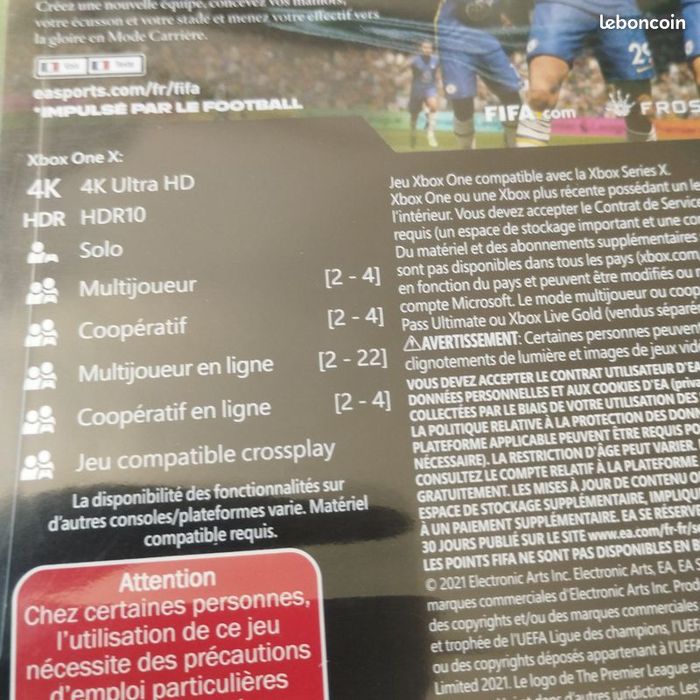 Créez une nouvelle équipe, concevez vos maillots,
votre écusson et votre stade et menez votre effectif vers
la gloire en Mode Carrière.
leboncoin
29
Voix Texte
easports.com/fr/fifa
*IMPULSÉ PAR LE FOOTBALL
FIFA.com
Xbox One X:
4K 4K Ultra HD
HDR HDR10
Solo
Multijoueur [2 - 4]
Coopératif [2 - 4]
Multijoueur en ligne [2 - 22]
Coopératif en ligne [2 - 4]
Jeu compatible crossplay
La disponibilité des fonctionnalités sur
d'autres consoles/plateformes varie. Matériel
compatible requis.
Attention
Chez certaines personnes,
l'utilisation de ce jeu
nécessite des précautions
d'emploi particulières
Jeu Xbox One compatible avec la Xbox Series X.
Xbox One ou une Xbox plus récente possédant un
l'intérieur. Vous devez accepter le Contrat de Service
requis (un espace de stockage important et une
Du matériel et des abonnements supplémentaires
sont pas disponibles dans tous les pays (xbox.com
en fonction du pays et peuvent être modifiés ou
compte Microsoft. Le mode multijoueur ou
Pass Ultimate ou Xbox Live Gold (vendus
AVERTISSEMENT: Certaines personnes peuvent
clignotements de lumière et images de jeux
VOUS DEVEZ ACCEPTER LE CONTRAT UTILISATEUR D'EA
DONNÉES PERSONNELLES ET AUX COOKIES D'EA
COLLECTÉES PAR LE BIAIS DE VOTRE UTILISATION DES
LA POLITIQUE RELATIVE À LA PROTECTION DES
PLATEFORME APPLICABLE PEUVENT ÊTRE REQUIS
NÉCESSAIRE). LA RESTRICTION D'ÂGE PEUT VARIER.
CONSULTEZ LE COMPTE RELATIF À LA PLATEFORME
GRATUITEMENT. LES MISES À JOUR DE CONTENU
ESPACE DE STOCKAGE SUPPLÉMENTAIRE,
À UN PAIEMENT SUPPLÉMENTAIRE. EA SE
30 JOURS PUBLIÉ SUR LE SITE www.ea.com/fr-fr/
LES POINTS FIFA NE SONT PAS DISPONIBLES EN
© 2021 Electronic Arts Inc. Electronic Arts, EA, EA
marques commerciales d'Electronic Arts Inc.
des copyrights et/ou des marques commerciales
et trophée de l'UEFA Ligue des champions,
ou des copyrights déposés appartenant à l'UEFA
Limited 2021. Le logo de The Premier League